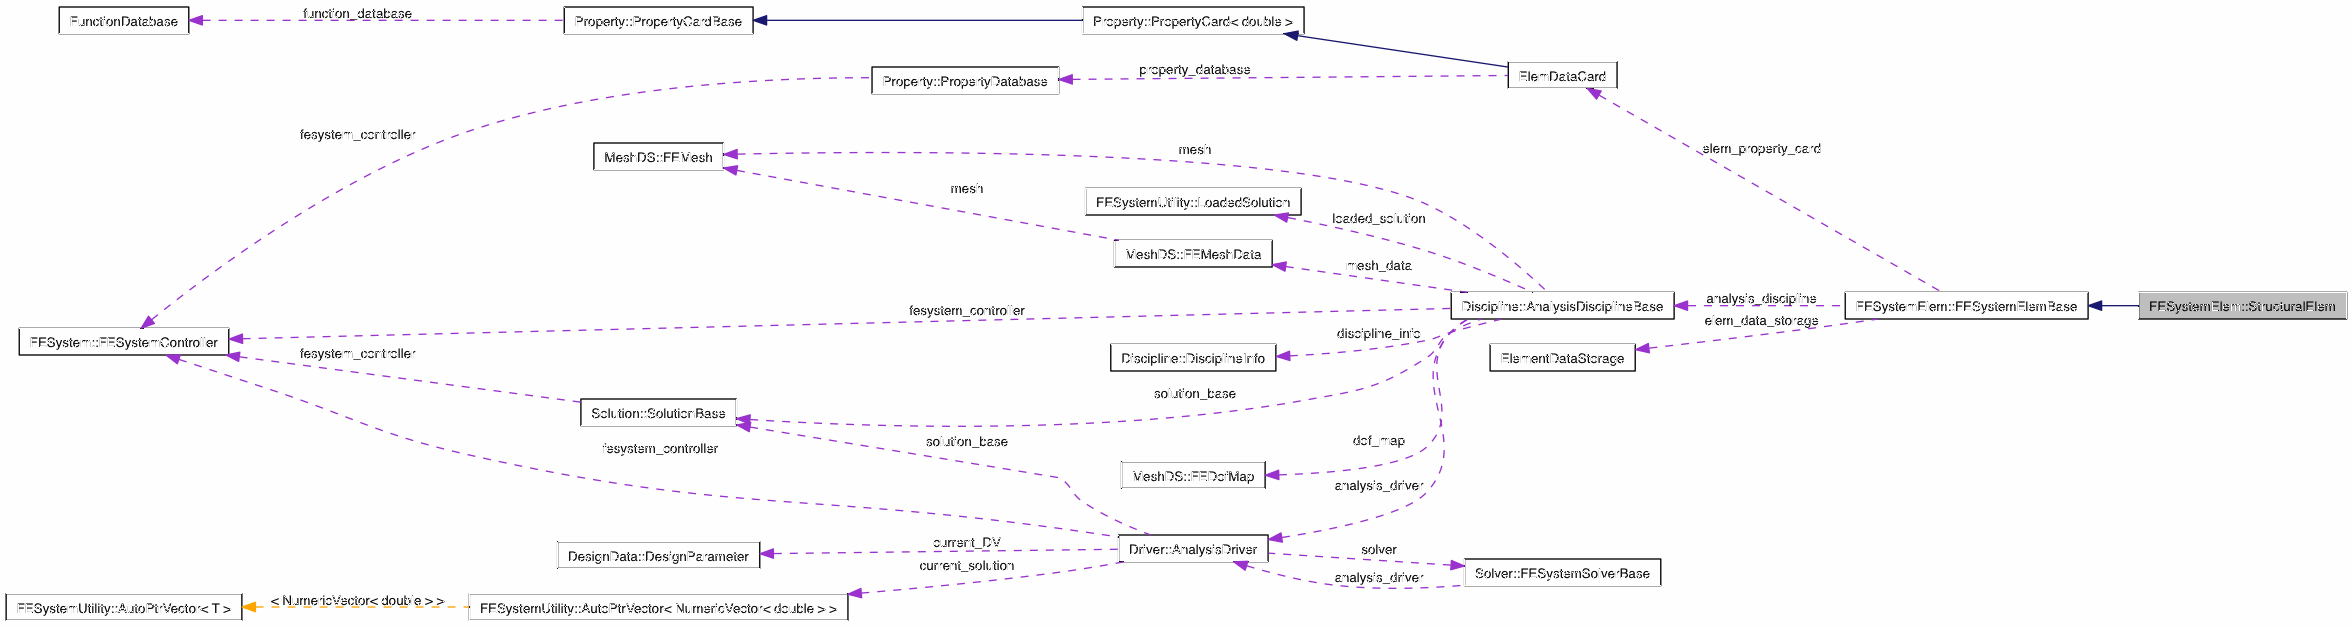 FunctionDatabase
function_database
Property::PropertyCardBase
Property::PropertyCard< double >
Property::PropertyDatabase
property_database
ElemDataCard
fesystem_controller
MeshDS::FEMesh
mesh
elem_property_card
mesh
FESystemUtility::LoadedSolution
loaded_solution
MeshDS::FEMeshData
mesh_data
Discipline::AnalysisDisciplineBase
analysis_discipline
FESystemElem::FESystemElemBase
FESystemElem::StructuralElem
fesystem_controller
elem_data_storage
FESystem::FESystemController
fesystem_controller
Discipline::DisciplineInfo
discipline_info
ElementDataStorage
solution_base
Solution::SolutionBase
solution_base
dof_map
fesystem_controller
MeshDS::FEDofMap
analysis_driver
DesignData::DesignParameter
current_DV
Driver::AnalysisDriver
solver
current_solution
analysis_driver
Solver::FESystemSolverBase
FESystemUtility::AutoPtrVector< T >
< NumericVector< double > >
FESystemUtility::AutoPtrVector< NumericVector< double > >